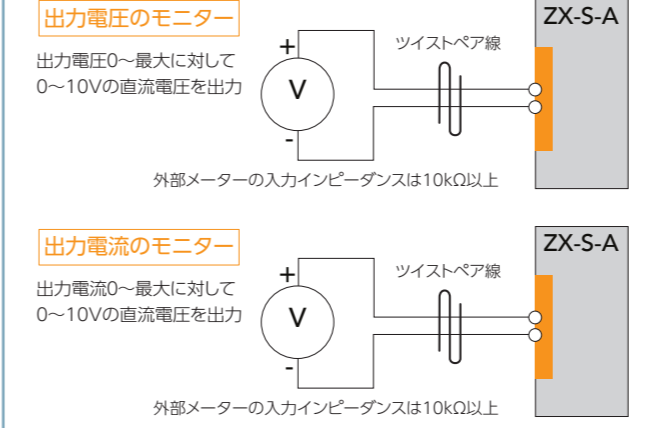 出力電圧のモニター
ZX-S-A
出力電圧0～最大に対して
0～10Vの直流電圧を出力
+
V
-
ツイストペア線
外部メーターの入力インピーダンスは10kΩ以上
出力電流のモニター
ZX-S-A
出力電流0～最大に対して
0～10Vの直流電圧を出力
+
V
-
ツイストペア線
外部メーターの入力インピーダンスは10kΩ以上